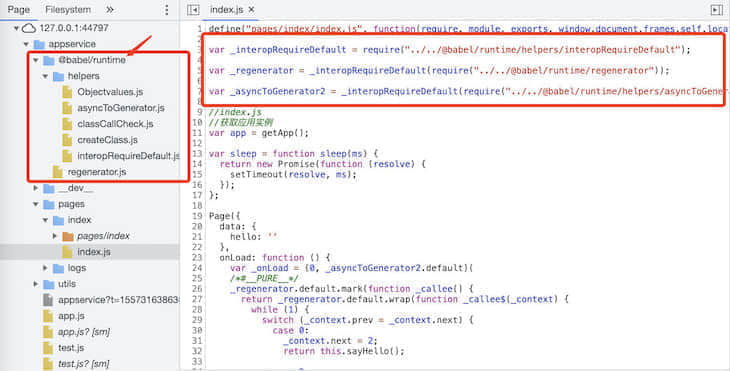 Page
Filesystem
»
127.0.0.1:44797
appservice
@babel/runtime
helpers
Objectvalues.js
asyncToGenerator.js
classCallCheck.js
createClass.js
interopRequireDefault.js
regenerator.js
__dev__
pages
index
pages/index
index.js
logs
utils
appservice?t=1557316386
app.js
app.js? [sm]
test.js
test.js? [sm]
index.js ×
1 define("pages/index/index.js", function(require, module, exports, window,document,frames,self,loca
2
3 var _interopRequireDefault = require("../../@babel/runtime/helpers/interopRequireDefault");
4
5 var _regenerator = _interopRequireDefault(require("../../@babel/runtime/regenerator"));
6
7 var _asyncToGenerator2 = _interopRequireDefault(require("../../@babel/runtime/helpers/asyncToGenera
8
9 //index.js
10 //获取应用实例
11 var app = getApp();
12
13 var sleep = function sleep(ms) {
14 return new Promise(function (resolve) {
15 setTimeout(resolve, ms);
16 });
17 };
18
19 Page({
20 data: {
21 hello: ''
22 },
23 onLoad: function () {
24 var _onLoad = (0, _asyncToGenerator2.default)(
25 /*#__PURE__*/
26 _regenerator.default.mark(function _callee() {
27 return _regenerator.default.wrap(function _callee$(_context) {
28 while (1) {
29 switch (_context.prev = _context.next) {
30 case 0:
31 _context.next = 2;
32 return this.sayHello();
33